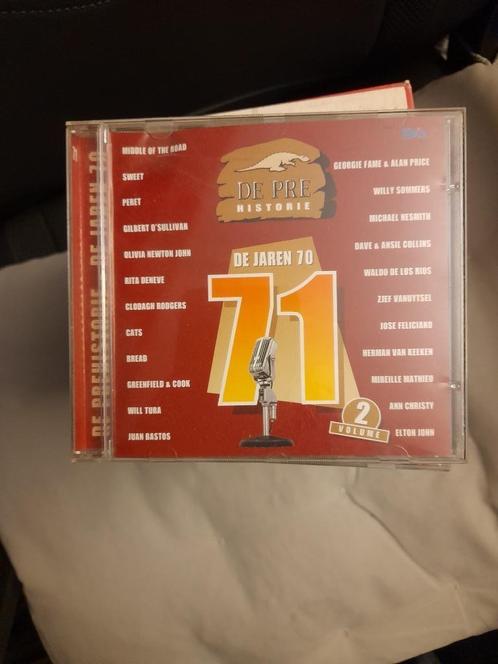 DE PREHISTORIE - DE JAREN 70
MIDDLE OF THE ROAD
SWEET
PERET
GILBERT O'SULLIVAN
OLIVIA NEWTON JOHN
RITA DENEVE
CLODAGH RODGERS
CATS
BREAD
GREENFIELD & COOK
WILL TURA
JUAN BASTOS
DE PRE
HISTORIE
DE JAREN 70
71
2
VOLUME
GEORGIE FAME & ALAN PRICE
WILLY SOMMERS
MICHAEL NESMITH
DAVE & ANSIL COLLINS
WALDO DE LOS RIOS
ZJEF VANUYTSEL
JOSE FELICIANO
HERMAN VAN KEEKEN
MIREILLE MATHIEU
ANN CHRISTY
ELTON JOHN